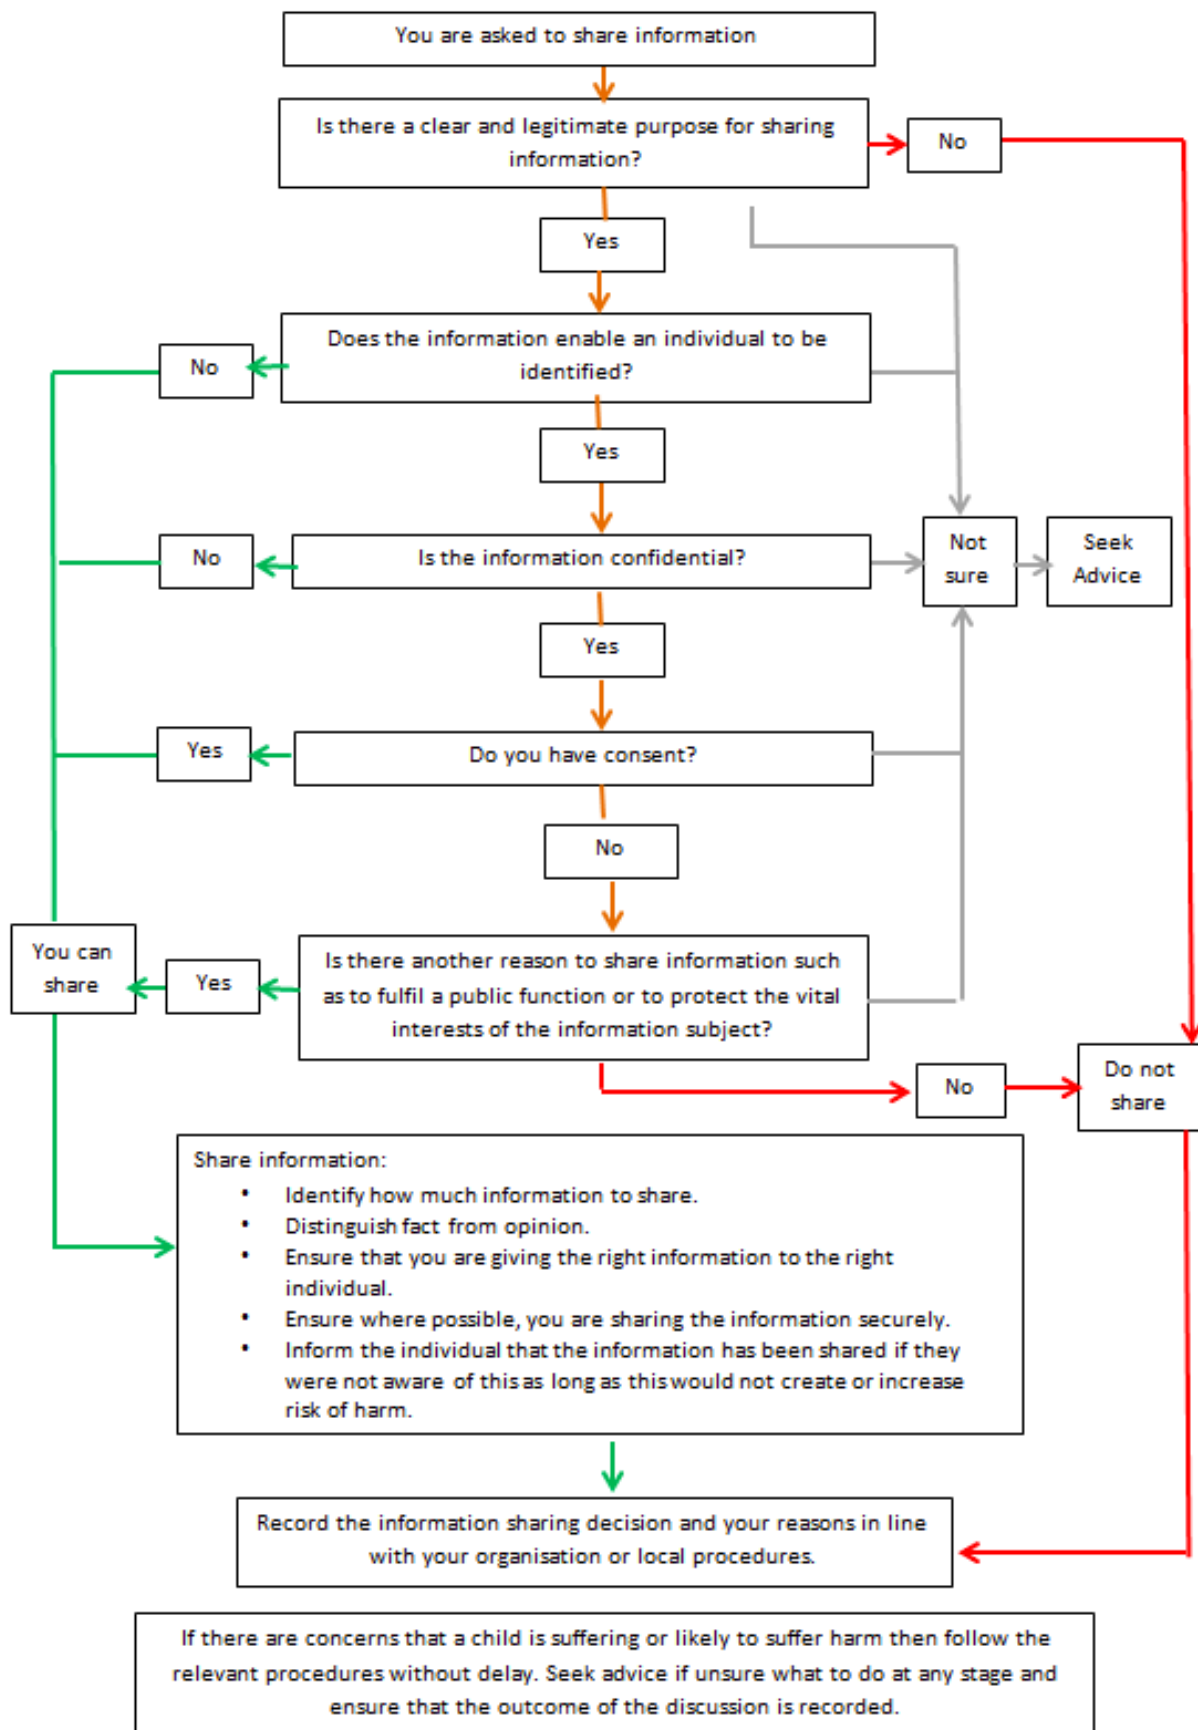 You are asked to share information
Is there a clear and legitimate purpose for sharing
information?
No
Yes
Does the information enable an individual to be
identified?
No
Yes
Is the information confidential?
No
Not
sure
Seek
Advice
Yes
Do you have consent?
Yes
No
Is there another reason to share information such
as to fulfil a public function or to protect the vital
interests of the information subject?
Yes
You can
share
No
Do not
share
Share information:
• Identify how much information to share.
• Distinguish fact from opinion.
• Ensure that you are giving the right information to the right
individual.
• Ensure where possible, you are sharing the information securely.
• Inform the individual that the information has been shared if they
were not aware of this as long as this would not create or increase
risk of harm.
Record the information sharing decision and your reasons in line
with your organisation or local procedures.
If there are concerns that a child is suffering or likely to suffer harm then follow the
relevant procedures without delay. Seek advice if unsure what to do at any stage and
ensure that the outcome of the discussion is recorded.